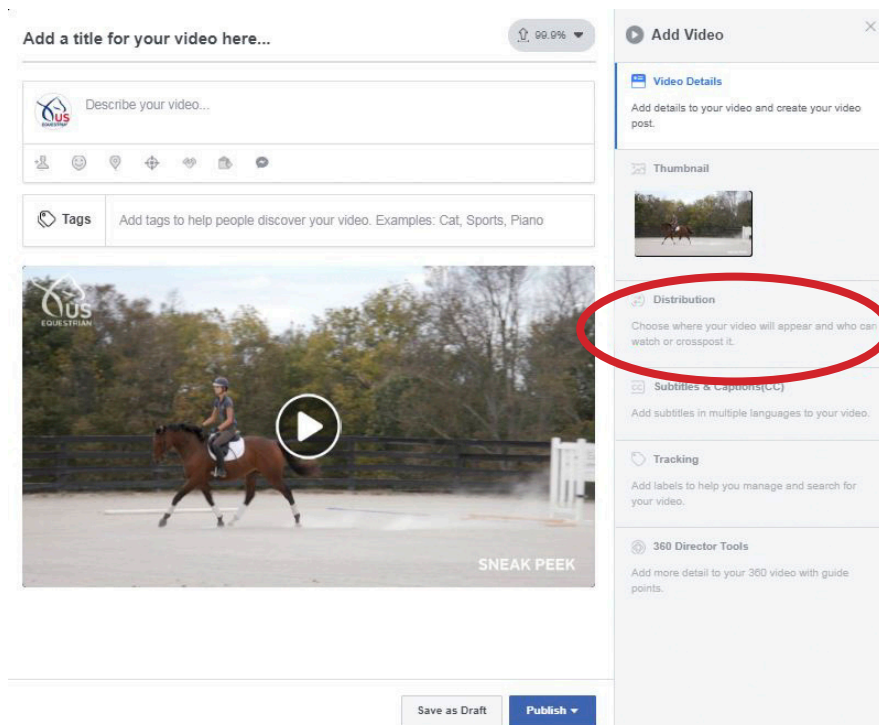 Add a title for your video here...
99.9%
Add Video
Video Details
Add details to your video and create your video
post.
US
EQUESTRIAN
Describe your video...
Thumbnail
Tags
Add tags to help people discover your video. Examples: Cat, Sports, Piano
US
EQUESTRIAN
SNEAK PEEK
Distribution
Choose where your video will appear and who can
watch or crosspost it.
CC
Subtitles & Captions(CC)
Add subtitles in multiple languages to your video.
Tracking
Add labels to help you manage and search for
your video.
360 Director Tools
Add more detail to your 360 video with guide
points.
Save as Draft
Publish